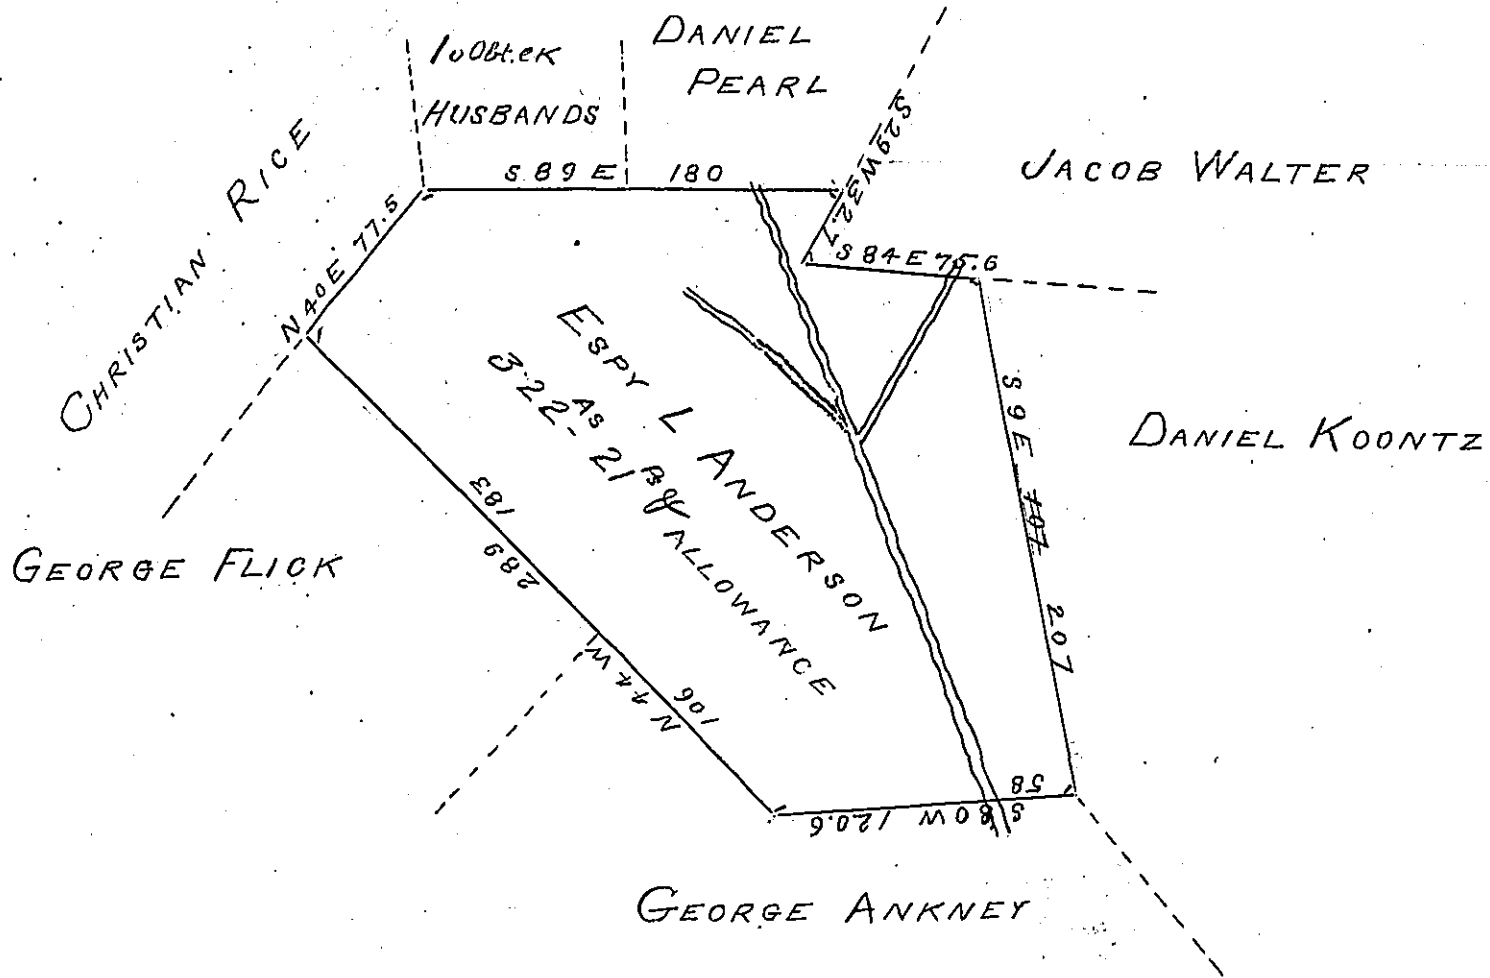 HUSBANDS
DANIEL
PEARL
S 29 W 32.7
JACOB WALTER
CHRISTIAN RICE
N 40 E 77.5
S 89 E 180
S 84 E 75.6
ESPY L ANDERSON
322 As - 21 Ps & ALLOWANCE
S 9 E 107 207
DANIEL KOONTZ
GEORGE FLICK
183
289
N 44 W
106
58
S 80 W 120.6
GEORGE ANKNEY